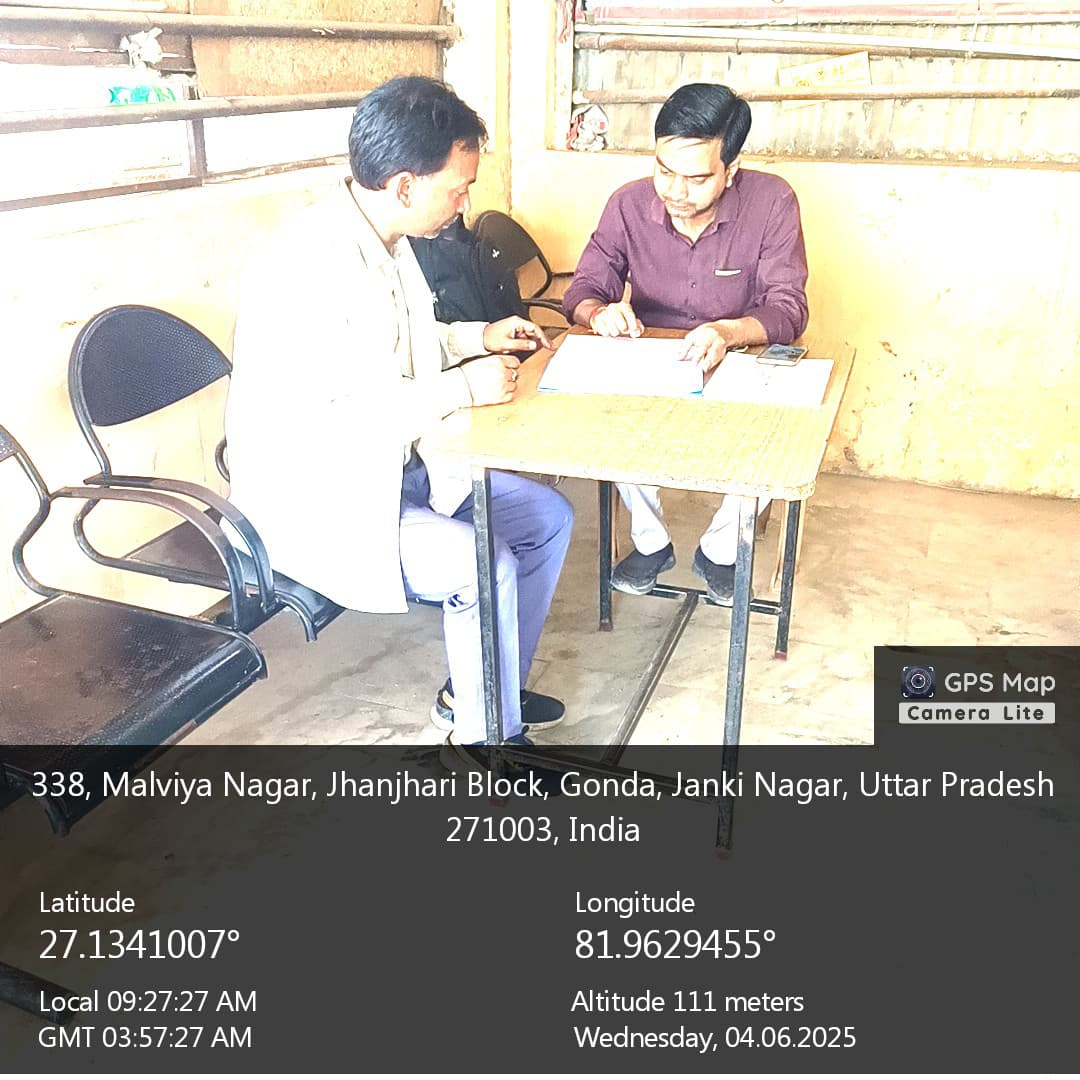 GPS Map
Camera Lite
338, Malviya Nagar, Jhanjhari Block, Gonda, Janki Nagar, Uttar Pradesh
271003, India
Latitude
27.1341007°
Longitude
81.9629455°
Local 09:27:27 AM
GMT 03:57:27 AM
Altitude 111 meters
Wednesday, 04.06.2025